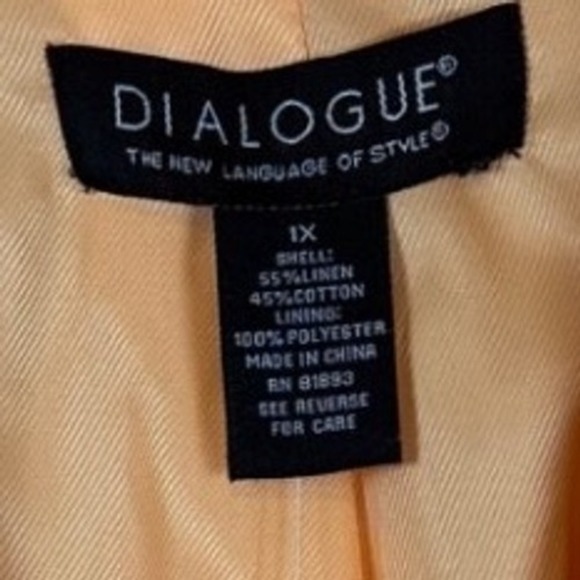 DIALOGUE®
THE NEW LANGUAGE OF STYLE®
1X
SHELL:
55%LINEN
45%COTTON
LINING:
100% POLYESTER
MADE IN CHINA
RN 81893
SEE REVERSE
FOR CARE